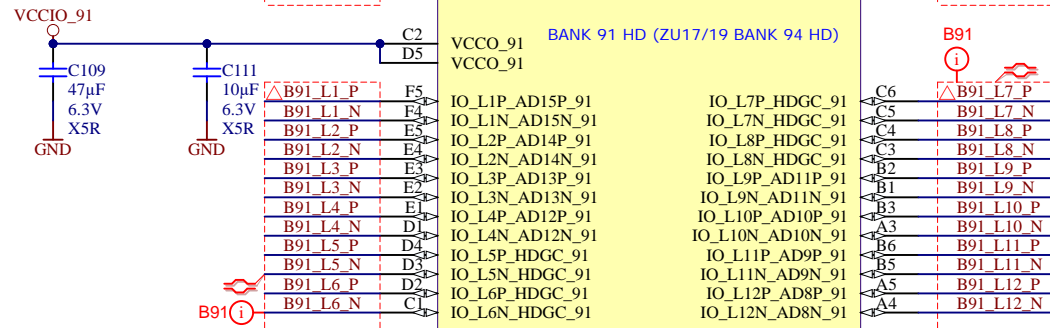 VCCIO_91
C109
47µF
6.3V
X5R
GND
C111
10µF
6.3V
X5R
GND
BANK 91 HD (ZU17/19 BANK 94 HD)
C2 VCCO_91
D5 VCCO_91
B91_L1_P F5 IO_L1P_AD15P_91
B91_L1_N F4 IO_L1N_AD15N_91
B91_L2_P E5 IO_L2P_AD14P_91
B91_L2_N E4 IO_L2N_AD14N_91
B91_L3_P E3 IO_L3P_AD13P_91
B91_L3_N E2 IO_L3N_AD13N_91
B91_L4_P E1 IO_L4P_AD12P_91
B91_L4_N D1 IO_L4N_AD12N_91
B91_L5_P D4 IO_L5P_HDGC_91
B91_L5_N D3 IO_L5N_HDGC_91
B91_L6_P D2 IO_L6P_HDGC_91
B91_L6_N C1 IO_L6N_HDGC_91
B91 i
B91
i
IO_L7P_HDGC_91 C6 B91_L7_P
IO_L7N_HDGC_91 C5 B91_L7_N
IO_L8P_HDGC_91 C4 B91_L8_P
IO_L8N_HDGC_91 C3 B91_L8_N
IO_L9P_AD11P_91 B2 B91_L9_P
IO_L9N_AD11N_91 B1 B91_L9_N
IO_L10P_AD10P_91 B3 B91_L10_P
IO_L10N_AD10N_91 A3 B91_L10_N
IO_L11P_AD9P_91 B6 B91_L11_P
IO_L11N_AD9N_91 B5 B91_L11_N
IO_L12P_AD8P_91 A5 B91_L12_P
IO_L12N_AD8N_91 A4 B91_L12_N